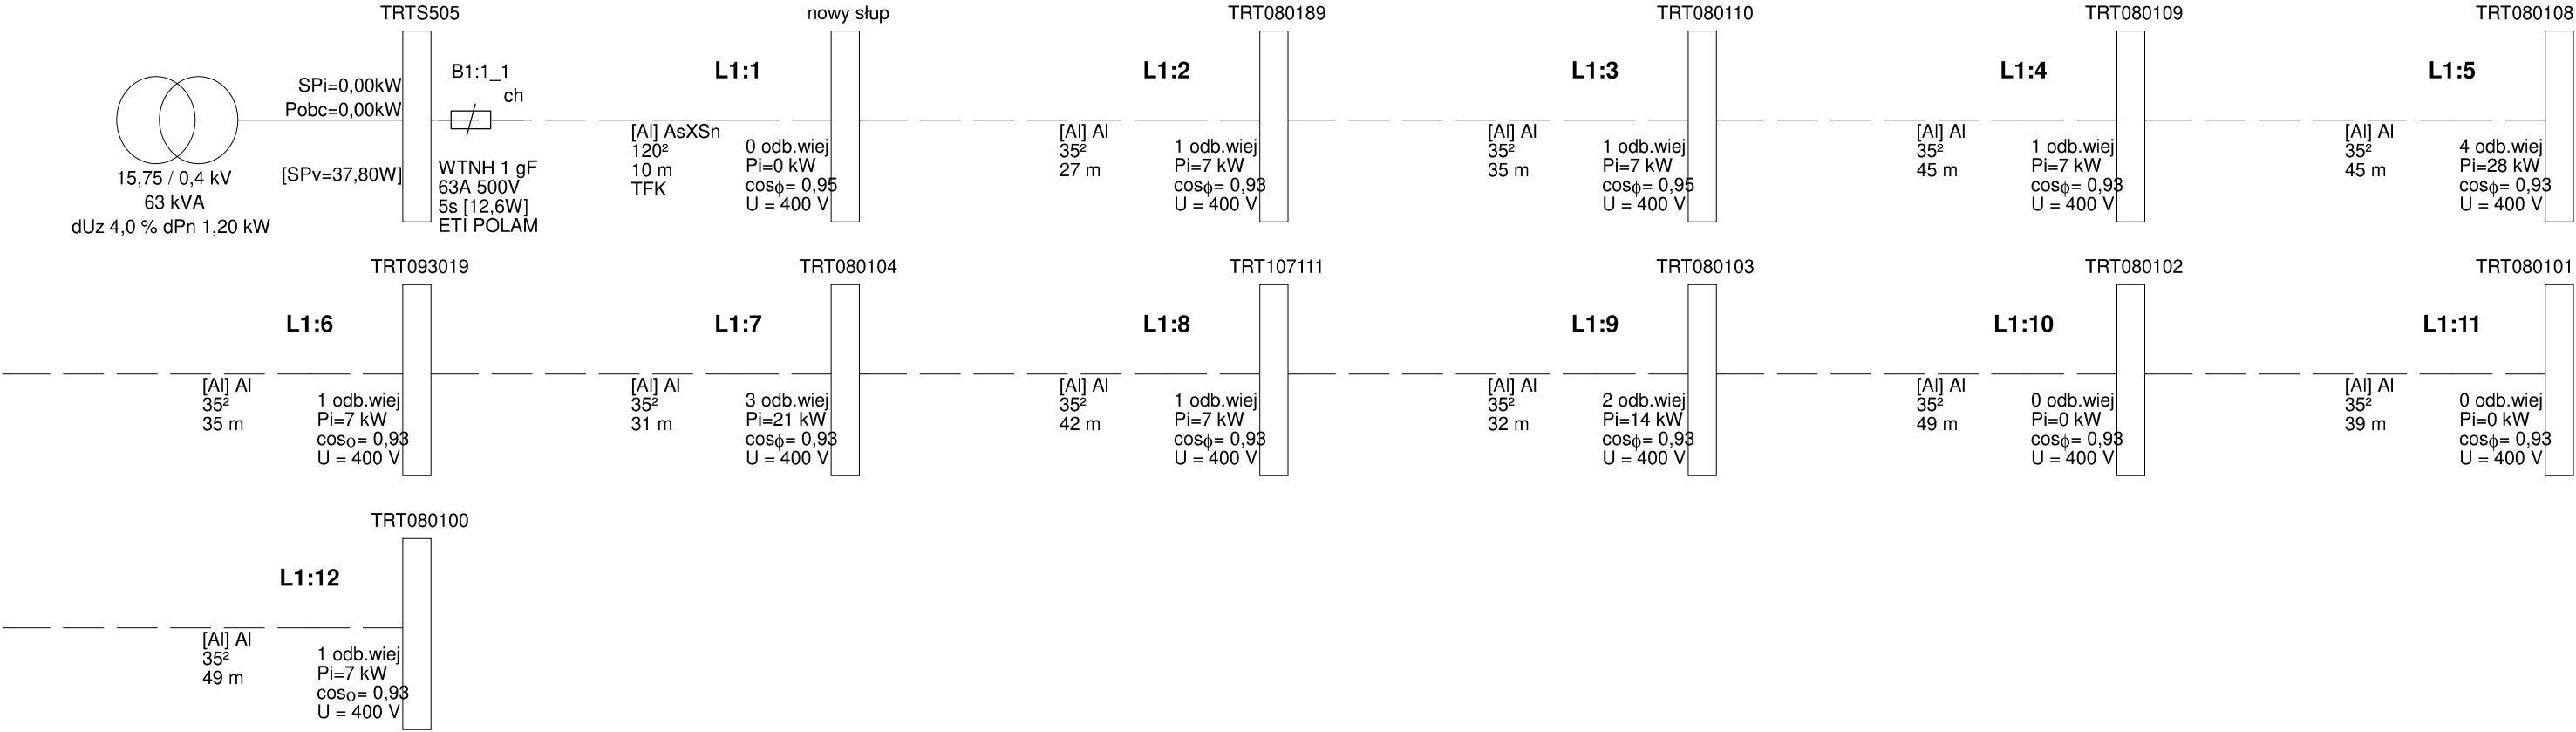 TRTS505
SPi=0,00kW
Pobc=0,00kW
[SPv=37,80W]
15,75 / 0,4 kV
63 kVA
dUz 4,0 % dPn 1,20 kW
B1:1_1
ch
WTNH 1 gF
63A 500V
5s [12,6W]
ETI POLAM
nowy słup
L1:1
[Al] AsXSn
120²
10 m
TFK
0 odb.wiej
Pi=0 kW
cosϕ= 0,95
U = 400 V
TRT080189
L1:2
[Al] Al
35²
27 m
1 odb.wiej
Pi=7 kW
cosϕ= 0,93
U = 400 V
TRT080110
L1:3
[Al] Al
35²
35 m
1 odb.wiej
Pi=7 kW
cosϕ= 0,95
U = 400 V
TRT080109
L1:4
[Al] Al
35²
45 m
1 odb.wiej
Pi=7 kW
cosϕ= 0,93
U = 400 V
TRT080108
L1:5
[Al] Al
35²
45 m
4 odb.wiej
Pi=28 kW
cosϕ= 0,93
U = 400 V
TRT093019
L1:6
[Al] Al
35²
35 m
1 odb.wiej
Pi=7 kW
cosϕ= 0,93
U = 400 V
TRT080104
L1:7
[Al] Al
35²
31 m
3 odb.wiej
Pi=21 kW
cosϕ= 0,93
U = 400 V
TRT107111
L1:8
[Al] Al
35²
42 m
1 odb.wiej
Pi=7 kW
cosϕ= 0,93
U = 400 V
TRT080103
L1:9
[Al] Al
35²
32 m
2 odb.wiej
Pi=14 kW
cosϕ= 0,93
U = 400 V
TRT080102
L1:10
[Al] Al
35²
49 m
0 odb.wiej
Pi=0 kW
cosϕ= 0,93
U = 400 V
TRT080101
L1:11
[Al] Al
35²
39 m
0 odb.wiej
Pi=0 kW
cosϕ= 0,93
U = 400 V
TRT080100
L1:12
[Al] Al
35²
49 m
1 odb.wiej
Pi=7 kW
cosϕ= 0,93
U = 400 V